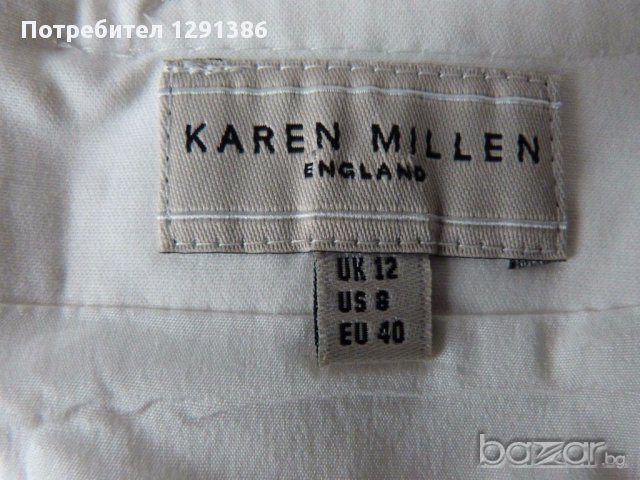 Потребител 1291386
KAREN MILLEN
ENGLAND
UK 12
US 8
EU 40
bazar.bg